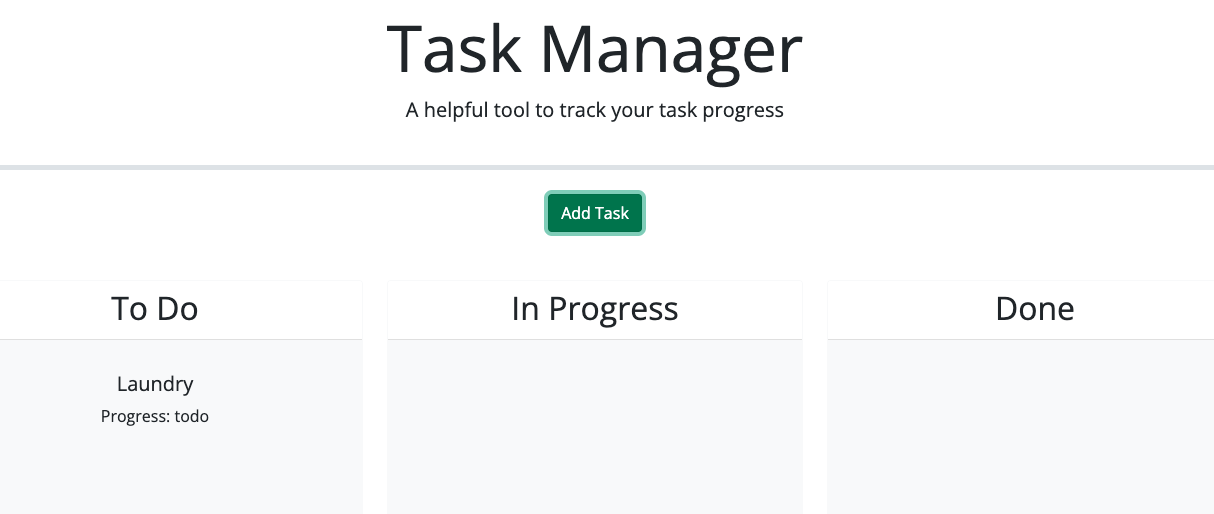 Task Manager
A helpful tool to track your task progress
Add Task
To Do
In Progress
Done
Laundry
Progress: todo